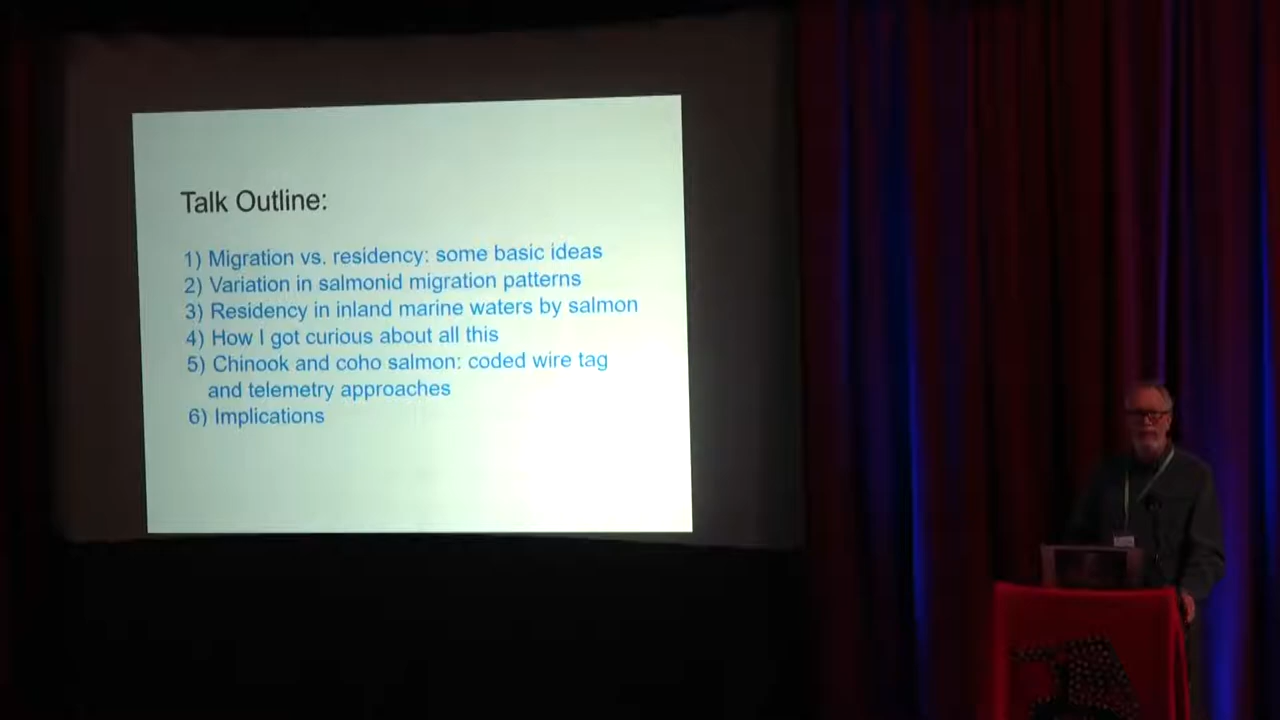 Talk Outline:
1) Migration vs. residency: some basic ideas
2) Variation in salmonid migration patterns
3) Residency in inland marine waters by salmon
4) How I got curious about all this
5) Chinook and coho salmon: coded wire tag
and telemetry approaches
6) Implications